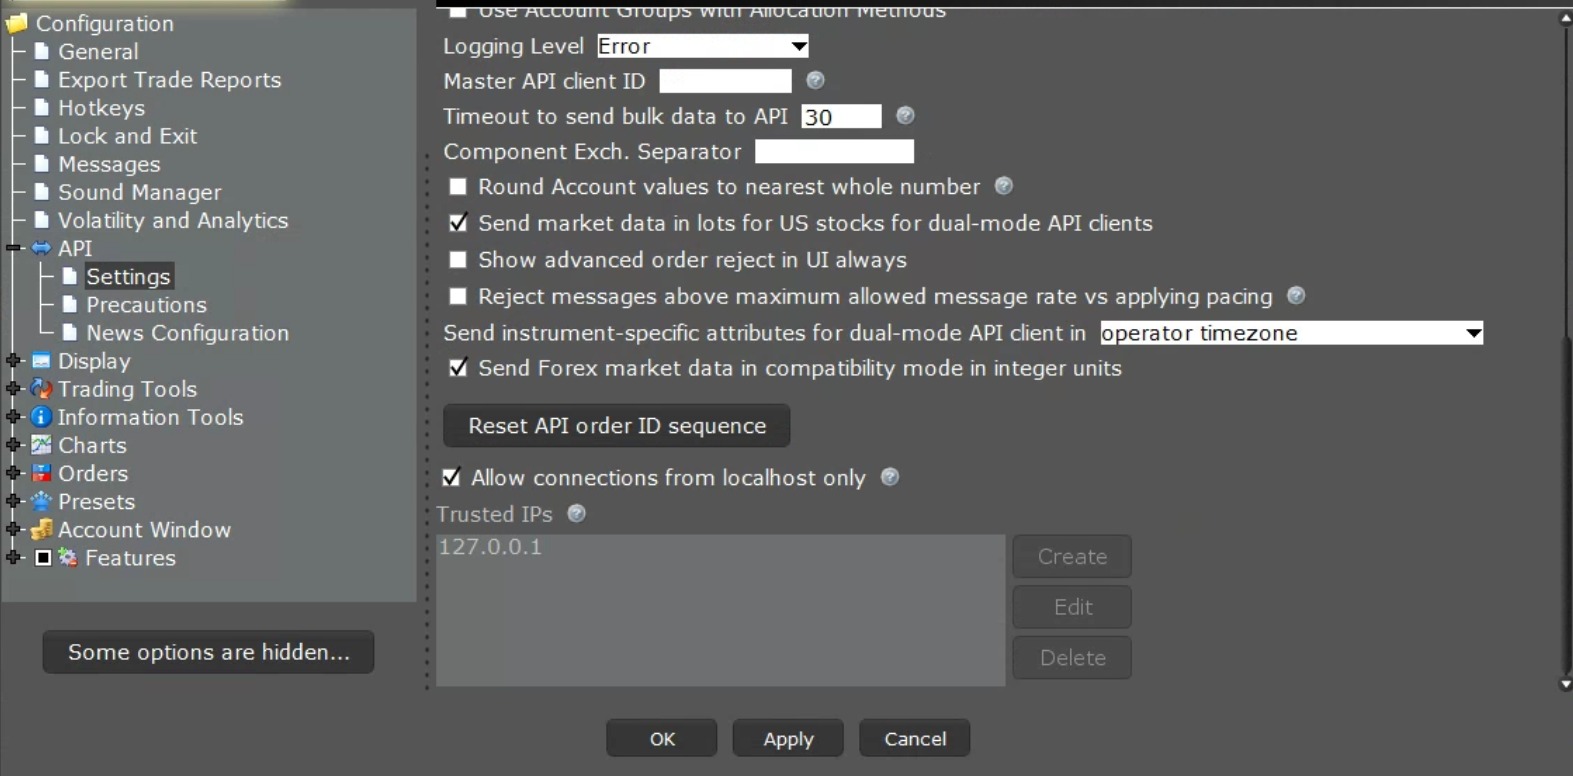 Configuration
General
Export Trade Reports
Hotkeys
Lock and Exit
Messages
Sound Manager
Volatility and Analytics
API
Settings
Precautions
News Configuration
Display
Trading Tools
Information Tools
Charts
Orders
Presets
Account Window
Features
Some options are hidden...
Use Account Groups with Allocation Methods
Logging Level Error
Master API client ID
Timeout to send bulk data to API 30
Component Exch. Separator
Round Account values to nearest whole number
Send market data in lots for US stocks for dual-mode API clients
Show advanced order reject in UI always
Reject messages above maximum allowed message rate vs applying pacing
Send instrument-specific attributes for dual-mode API client in operator timezone
Send Forex market data in compatibility mode in integer units
Reset API order ID sequence
Allow connections from localhost only
Trusted IPs
127.0.0.1
Create
Edit
Delete
OK Apply Cancel